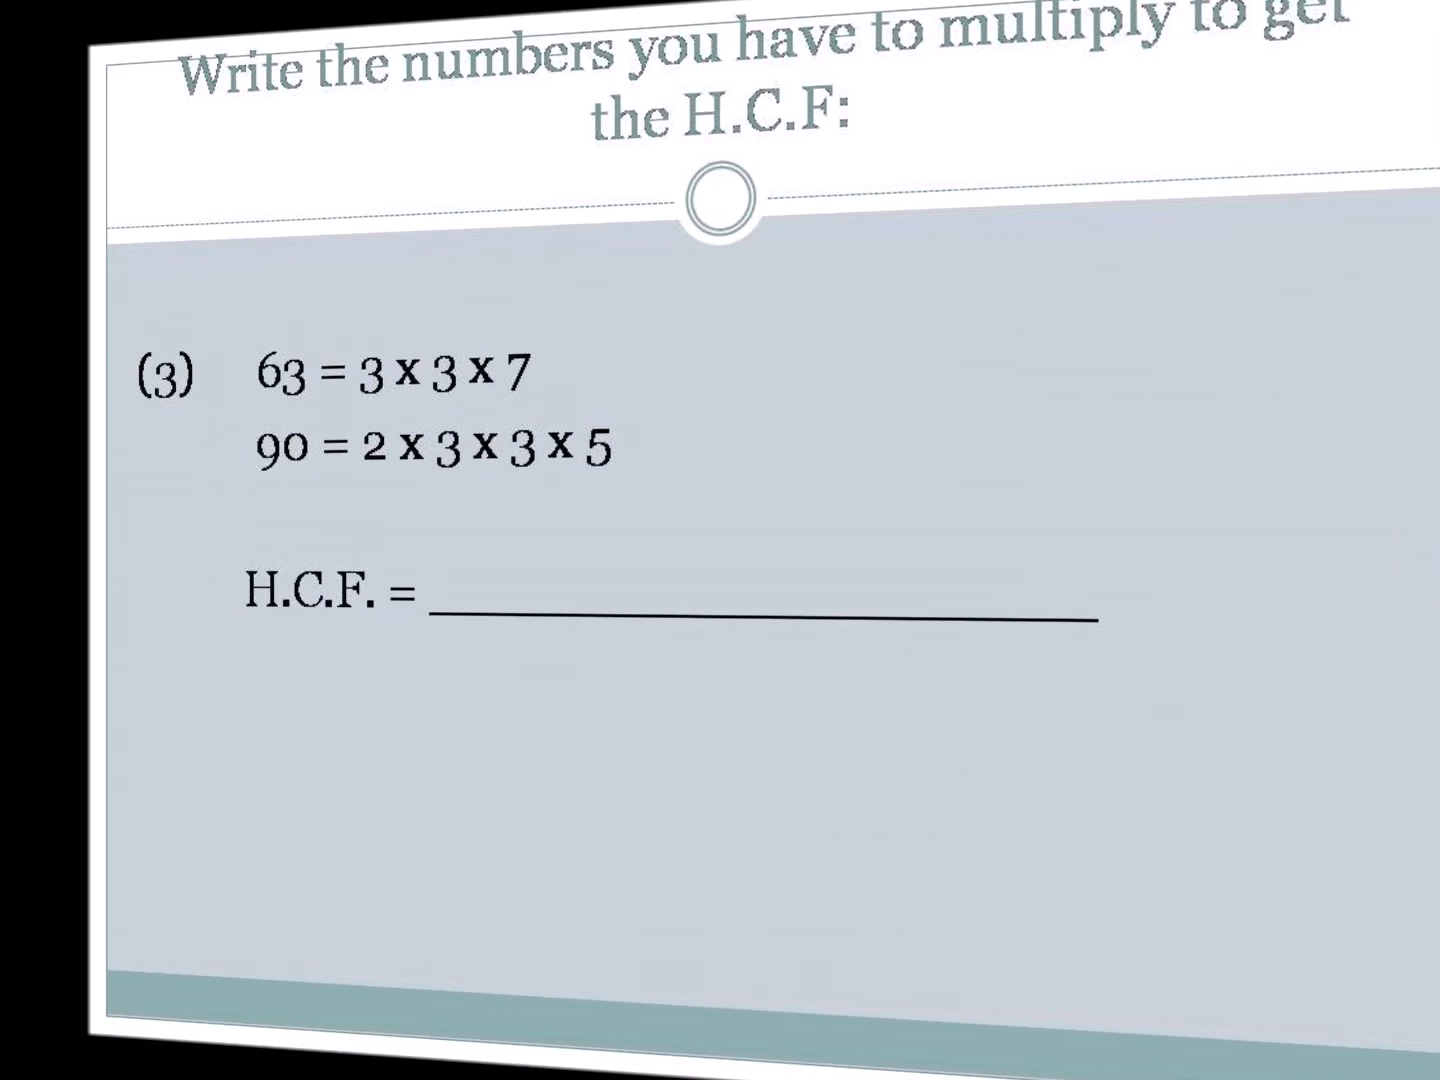 Write the numbers you have to multiply to get
the H.C.F:
(3) 63 = 3 x 3 x 7
90 = 2 x 3 x 3 x 5
H.C.F. = ____________________